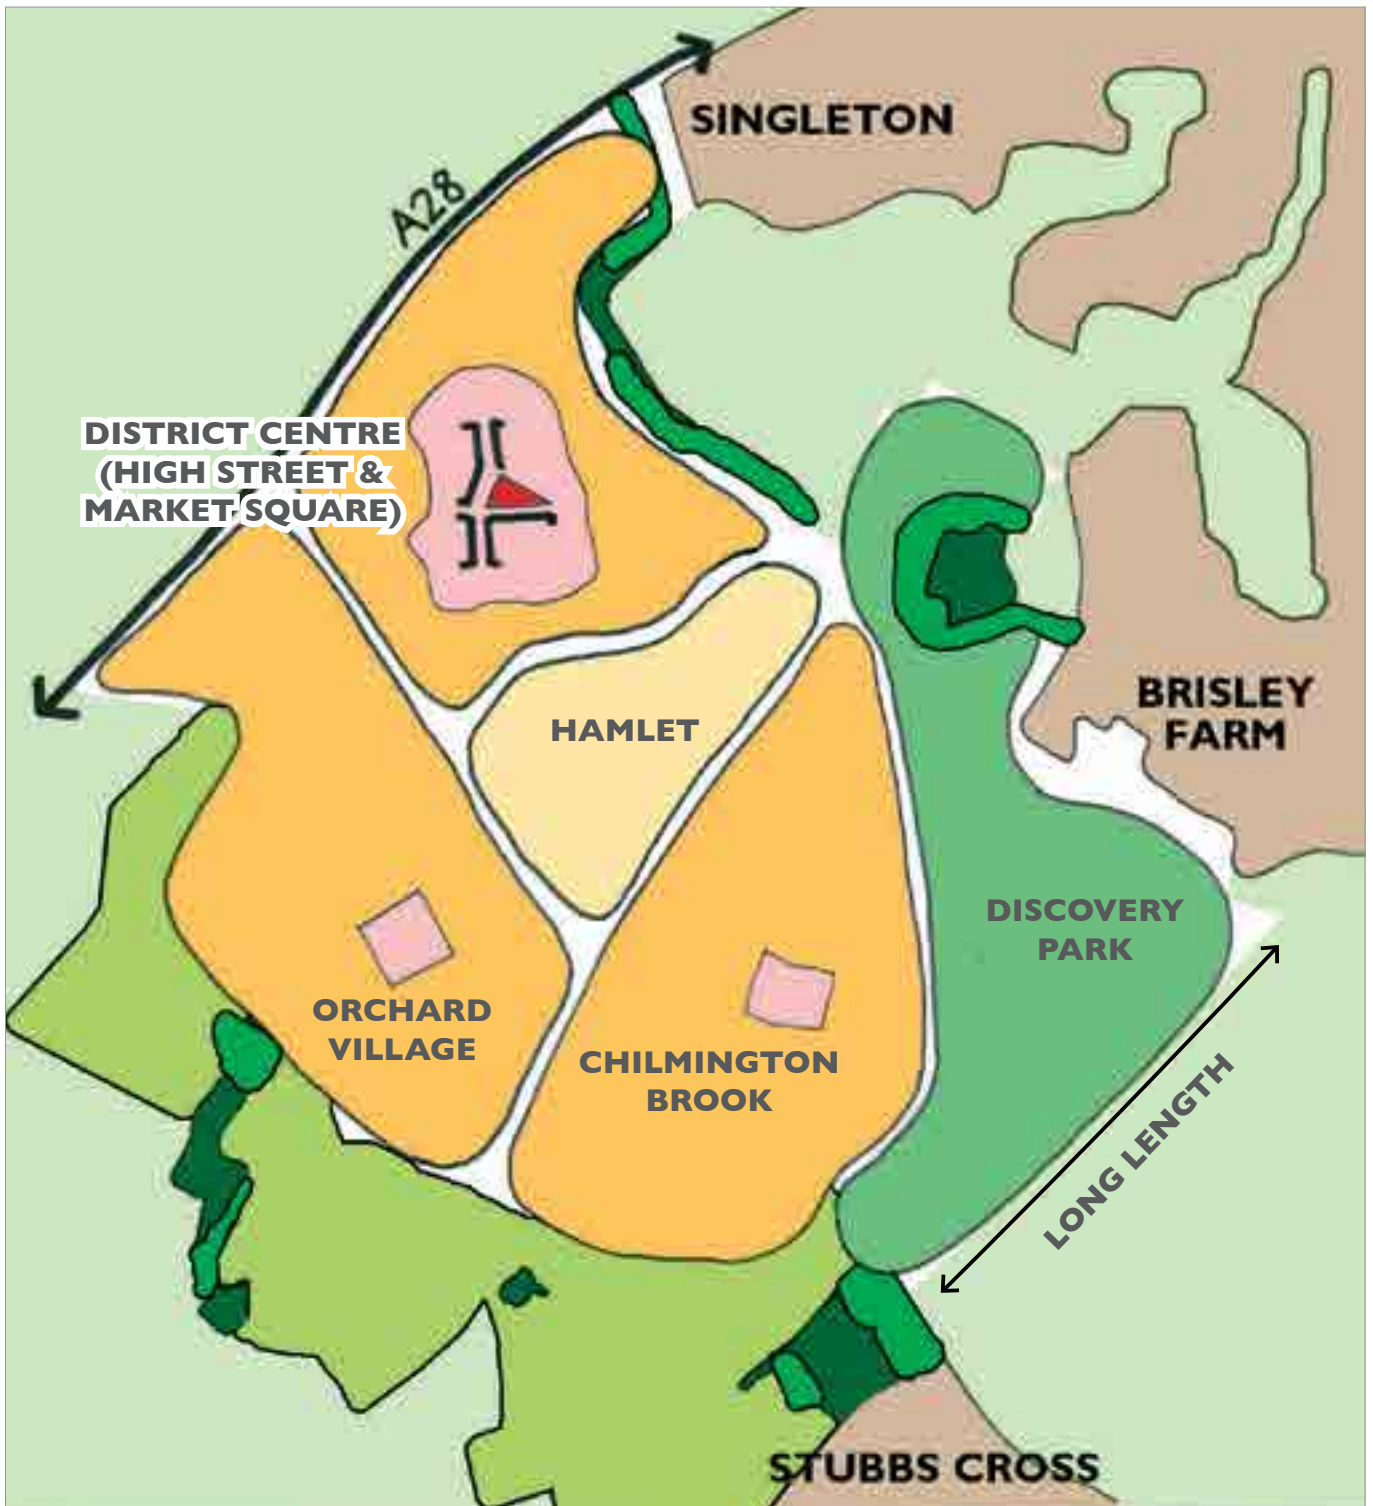 SINGLETON
A28
DISTRICT CENTRE
(HIGH STREET &
MARKET SQUARE)
HAMLET
BRISLEY
FARM
DISCOVERY
PARK
ORCHARD
VILLAGE
CHILMINGTON
BROOK
LONG LENGTH
STUBBS CROSS